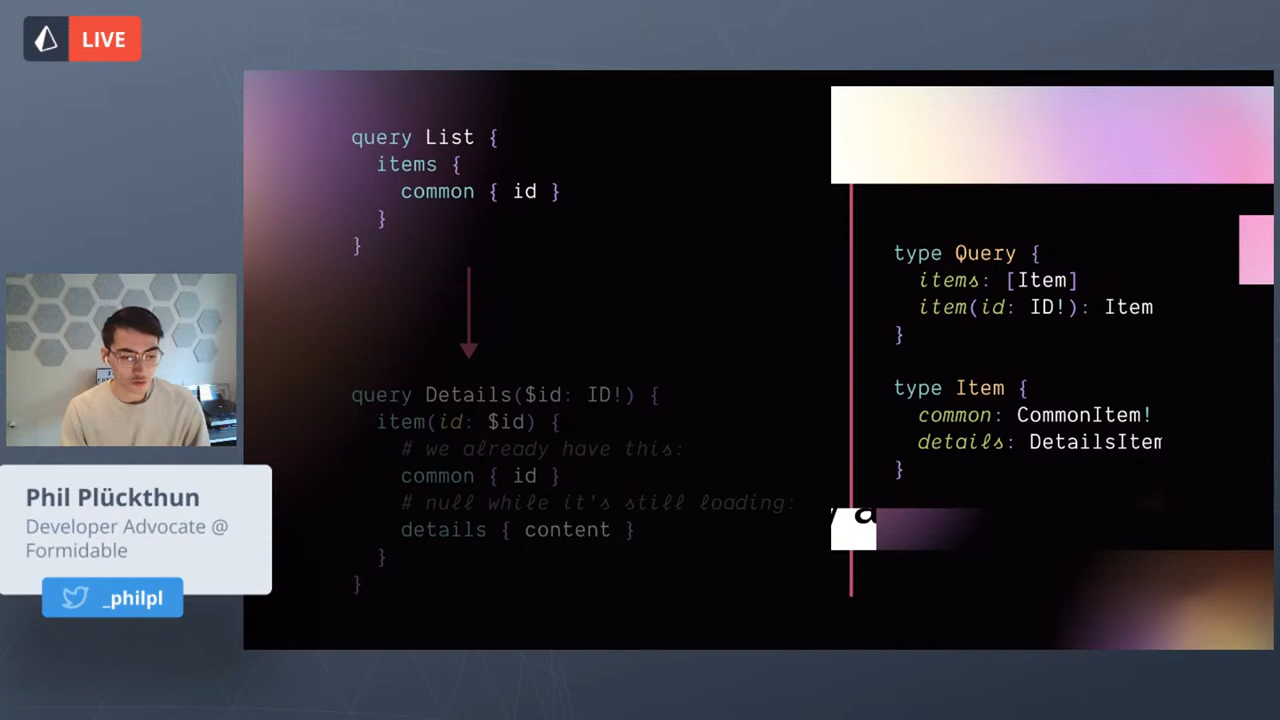 LIVE
query List {
items {
common { id }
}
}
query Details($id: ID!) {
item(id: $id) {
# we already have this:
common { id }
# null while it's still loading:
details { content }
}
}
type Query {
items: [Item]
item(id: ID!): Item
}
type Item {
common: CommonItem!
details: DetailsItem
}
Phil Plückthun
Developer Advocate @
Formidable
_philpl